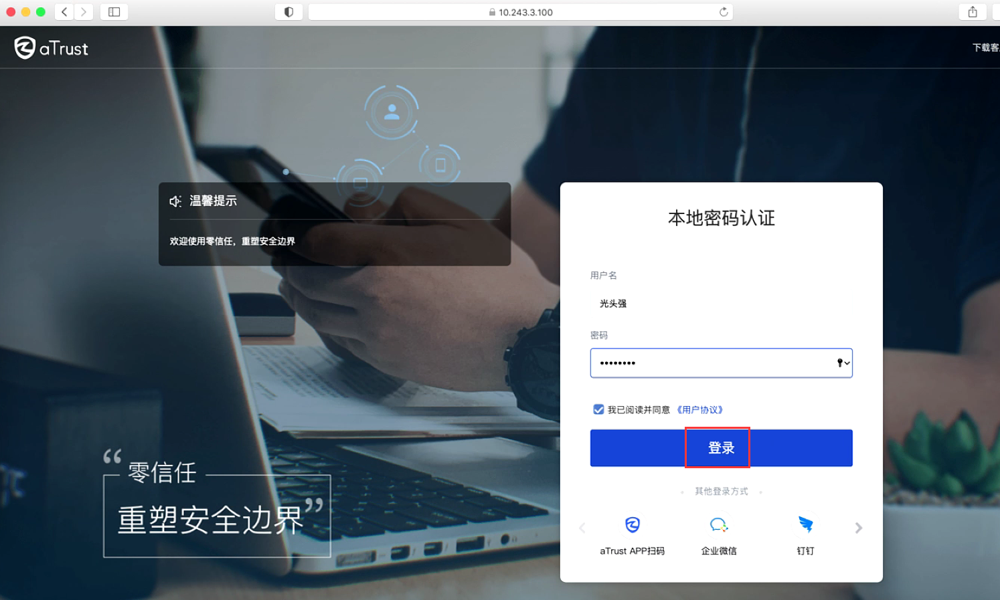 10.243.3.100
aTrust
下载客
温馨提示
欢迎使用零信任，重塑安全边界
“ 零信任
重塑安全边界 ”
本地密码认证
用户名
光头强
密码
••••••••
我已阅读并同意 《用户协议》
登录
其他登录方式
aTrust APP扫码
企业微信
钉钉